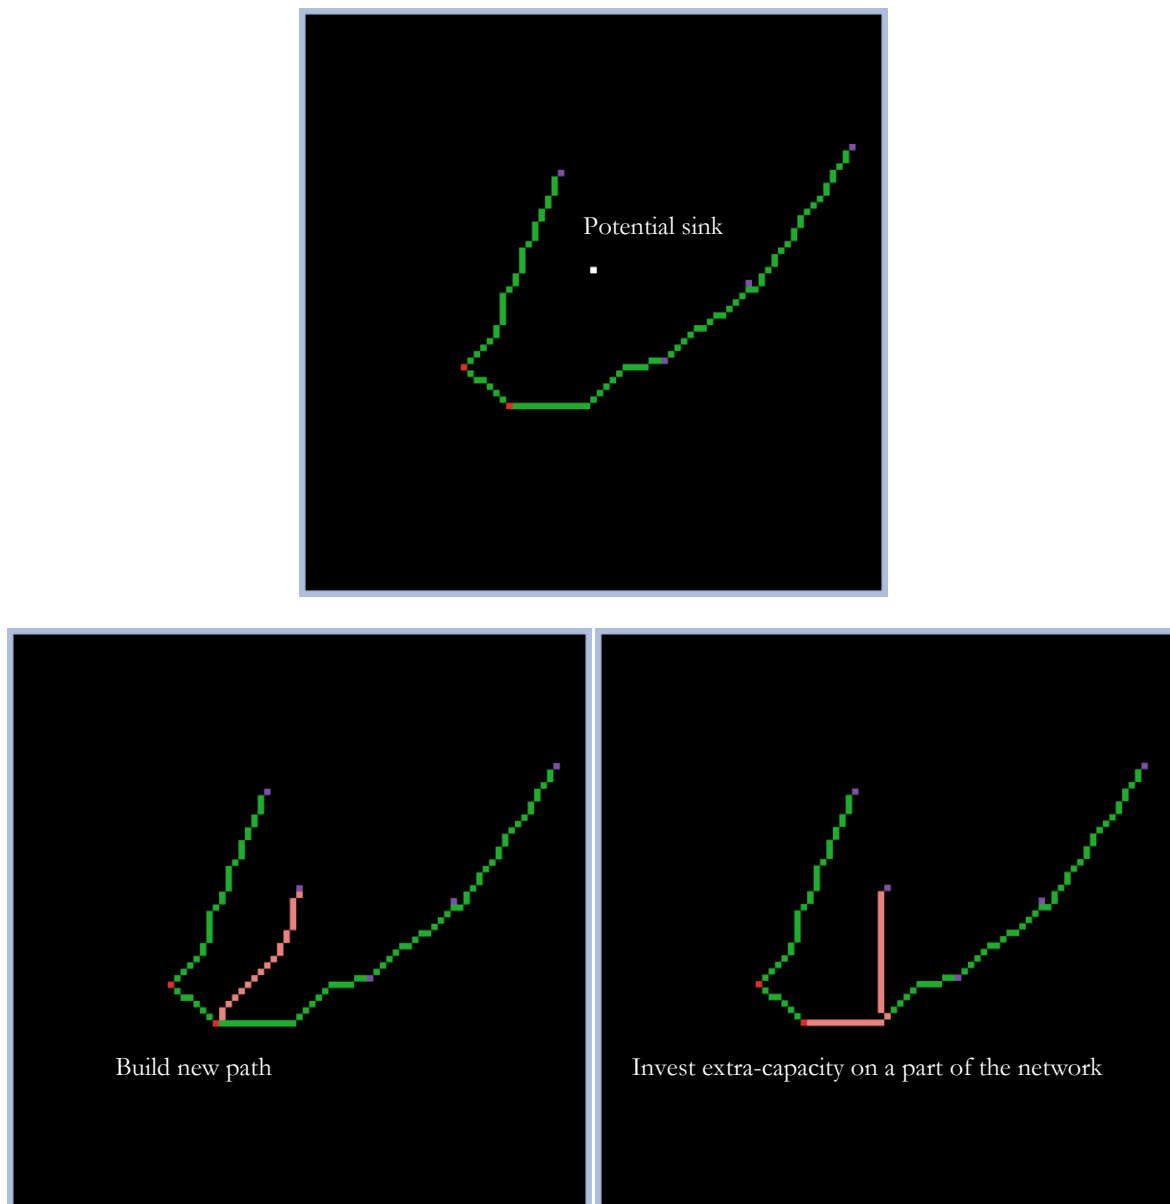 Potential sink
Build new path
Invest extra-capacity on a part of the network